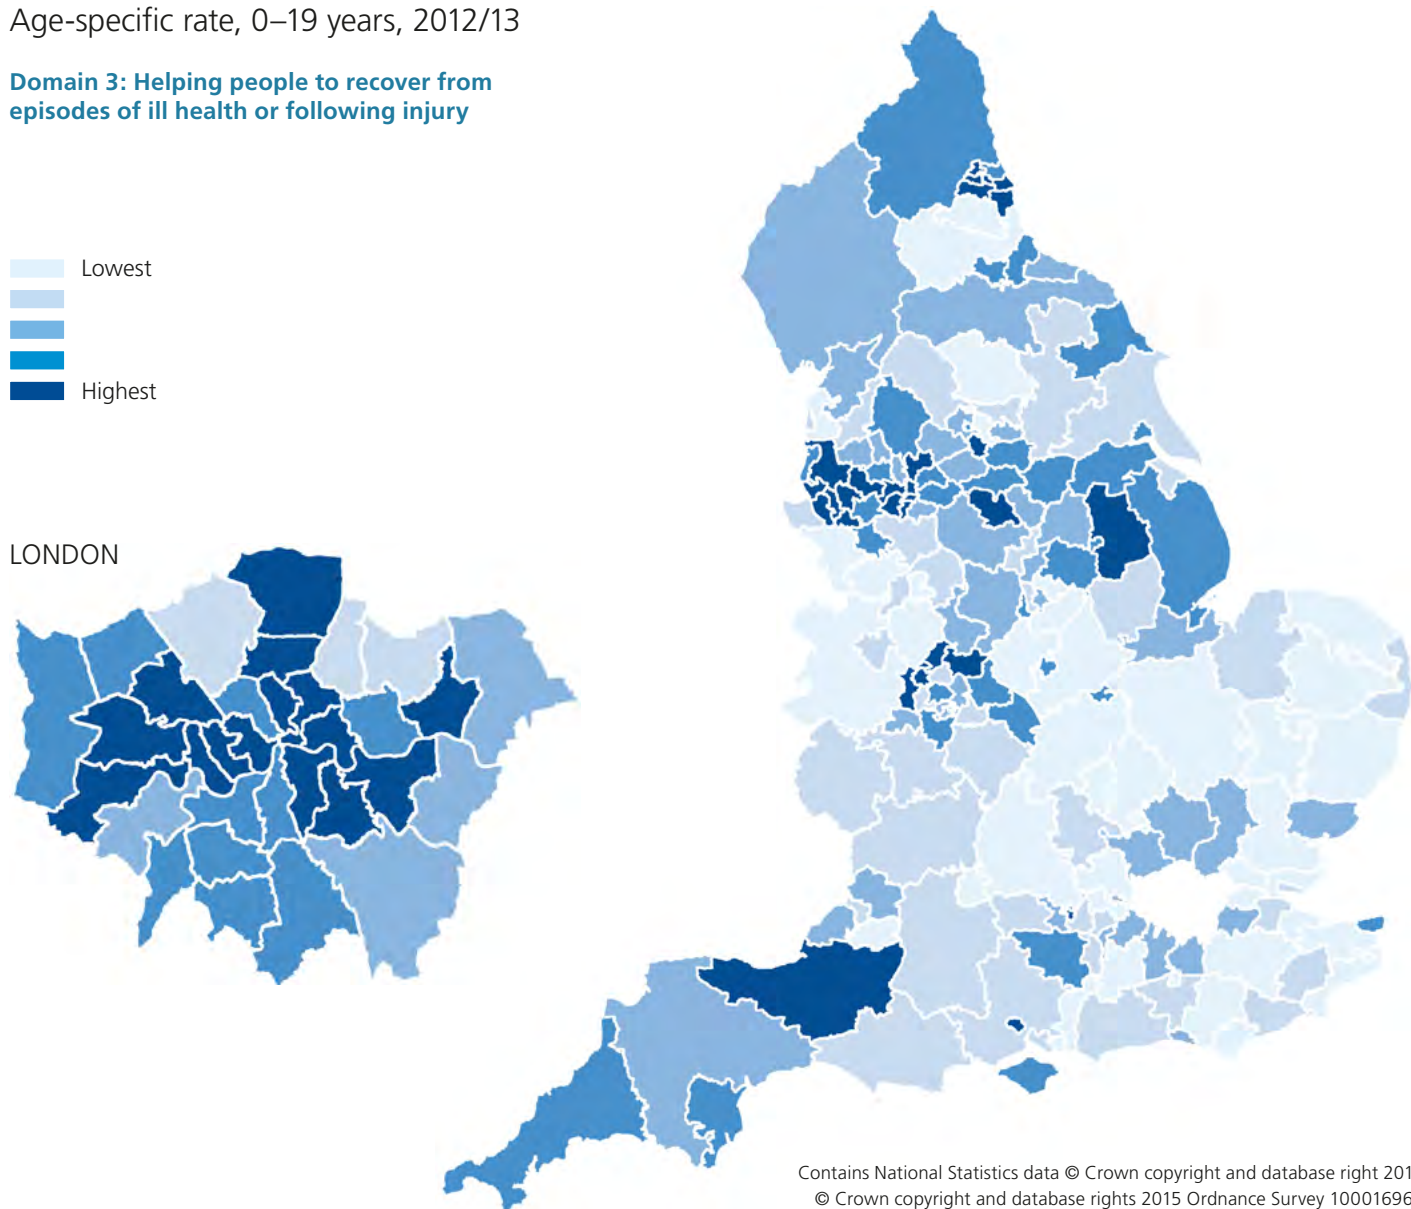 Age-specific rate, 0–19 years, 2012/13
Domain 3: Helping people to recover from
episodes of ill health or following injury
Lowest
Highest
LONDON
Contains National Statistics data © Crown copyright and database right 201
© Crown copyright and database rights 2015 Ordnance Survey 10001696